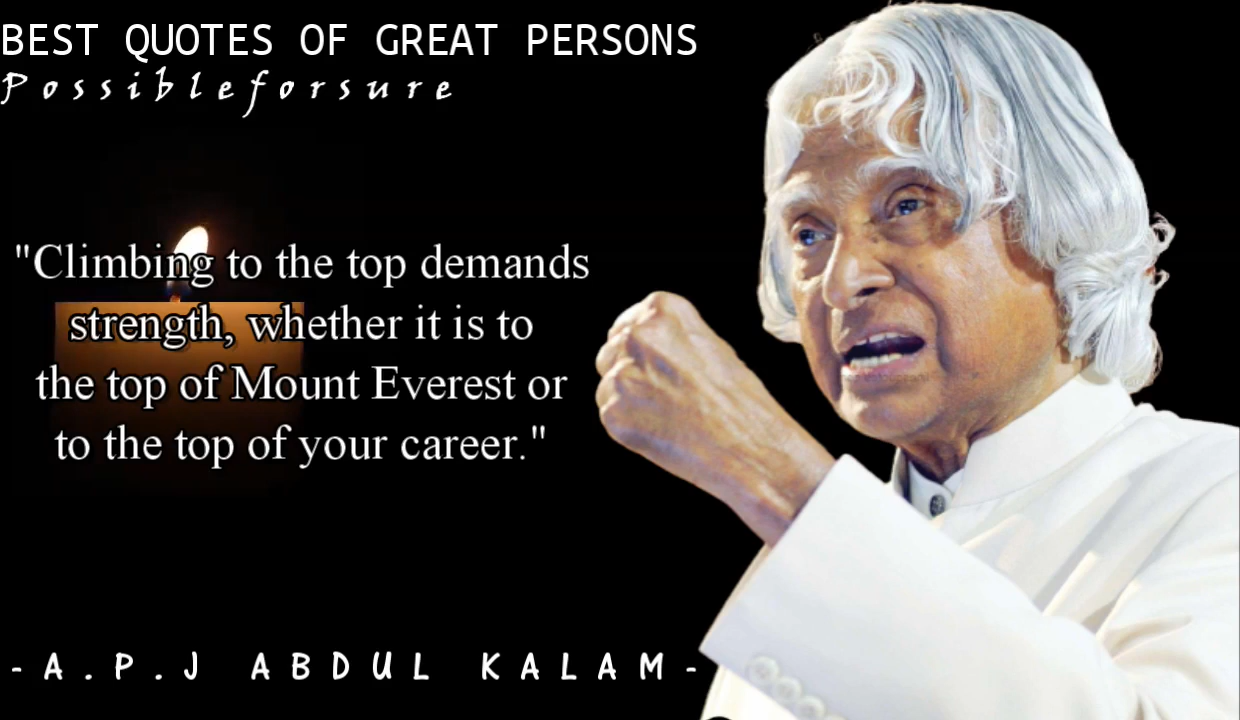 BEST QUOTES OF GREAT PERSONS
Possibleforsure
"Climbing to the top demands
strength, whether it is to
the top of Mount Everest or
to the top of your career."
-A.P.J ABDUL KALAM-